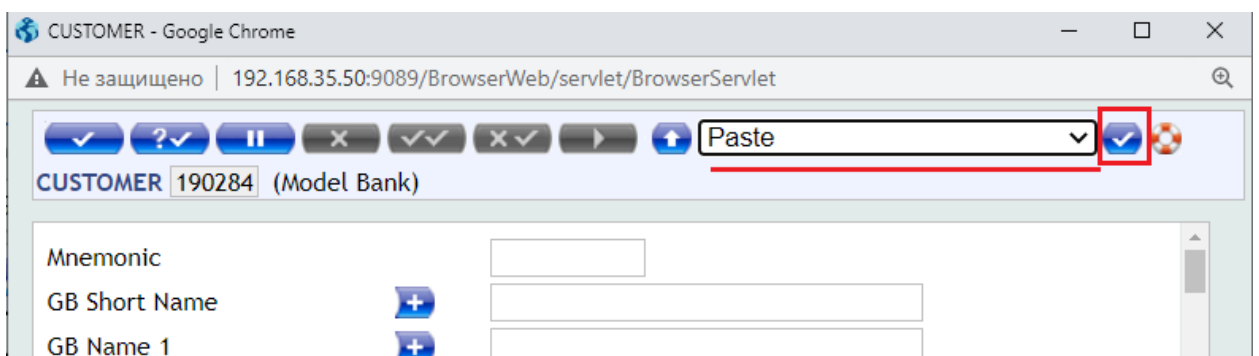 CUSTOMER - Google Chrome
Не защищено | 192.168.35.50:9089/BrowserWeb/servlet/BrowserServlet
Paste
CUSTOMER 190284 (Model Bank)
Mnemonic
GB Short Name
GB Name 1